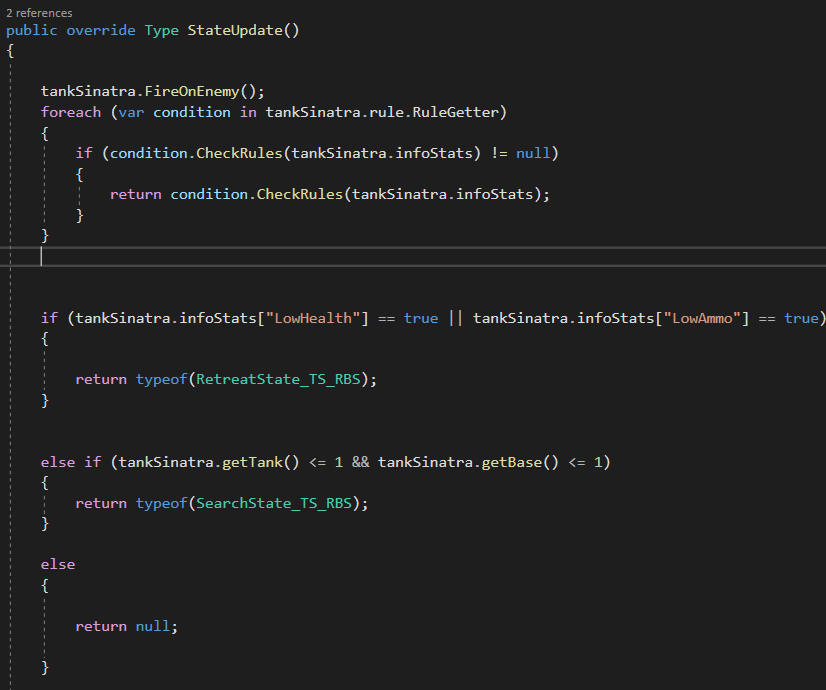 2 references
public override Type StateUpdate()
{
tankSinatra.FireOnEnemy();
foreach (var condition in tankSinatra.rule.RuleGetter)
{
if (condition.CheckRules(tankSinatra.infoStats) != null)
{
return condition.CheckRules(tankSinatra.infoStats);
}
}
if (tankSinatra.infoStats["LowHealth"] == true || tankSinatra.infoStats["LowAmmo"] == true)
{
return typeof(RetreatState_TS_RBS);
}
else if (tankSinatra.getTank() <= 1 && tankSinatra.getBase() <= 1)
{
return typeof(SearchState_TS_RBS);
}
else
{
return null;
}